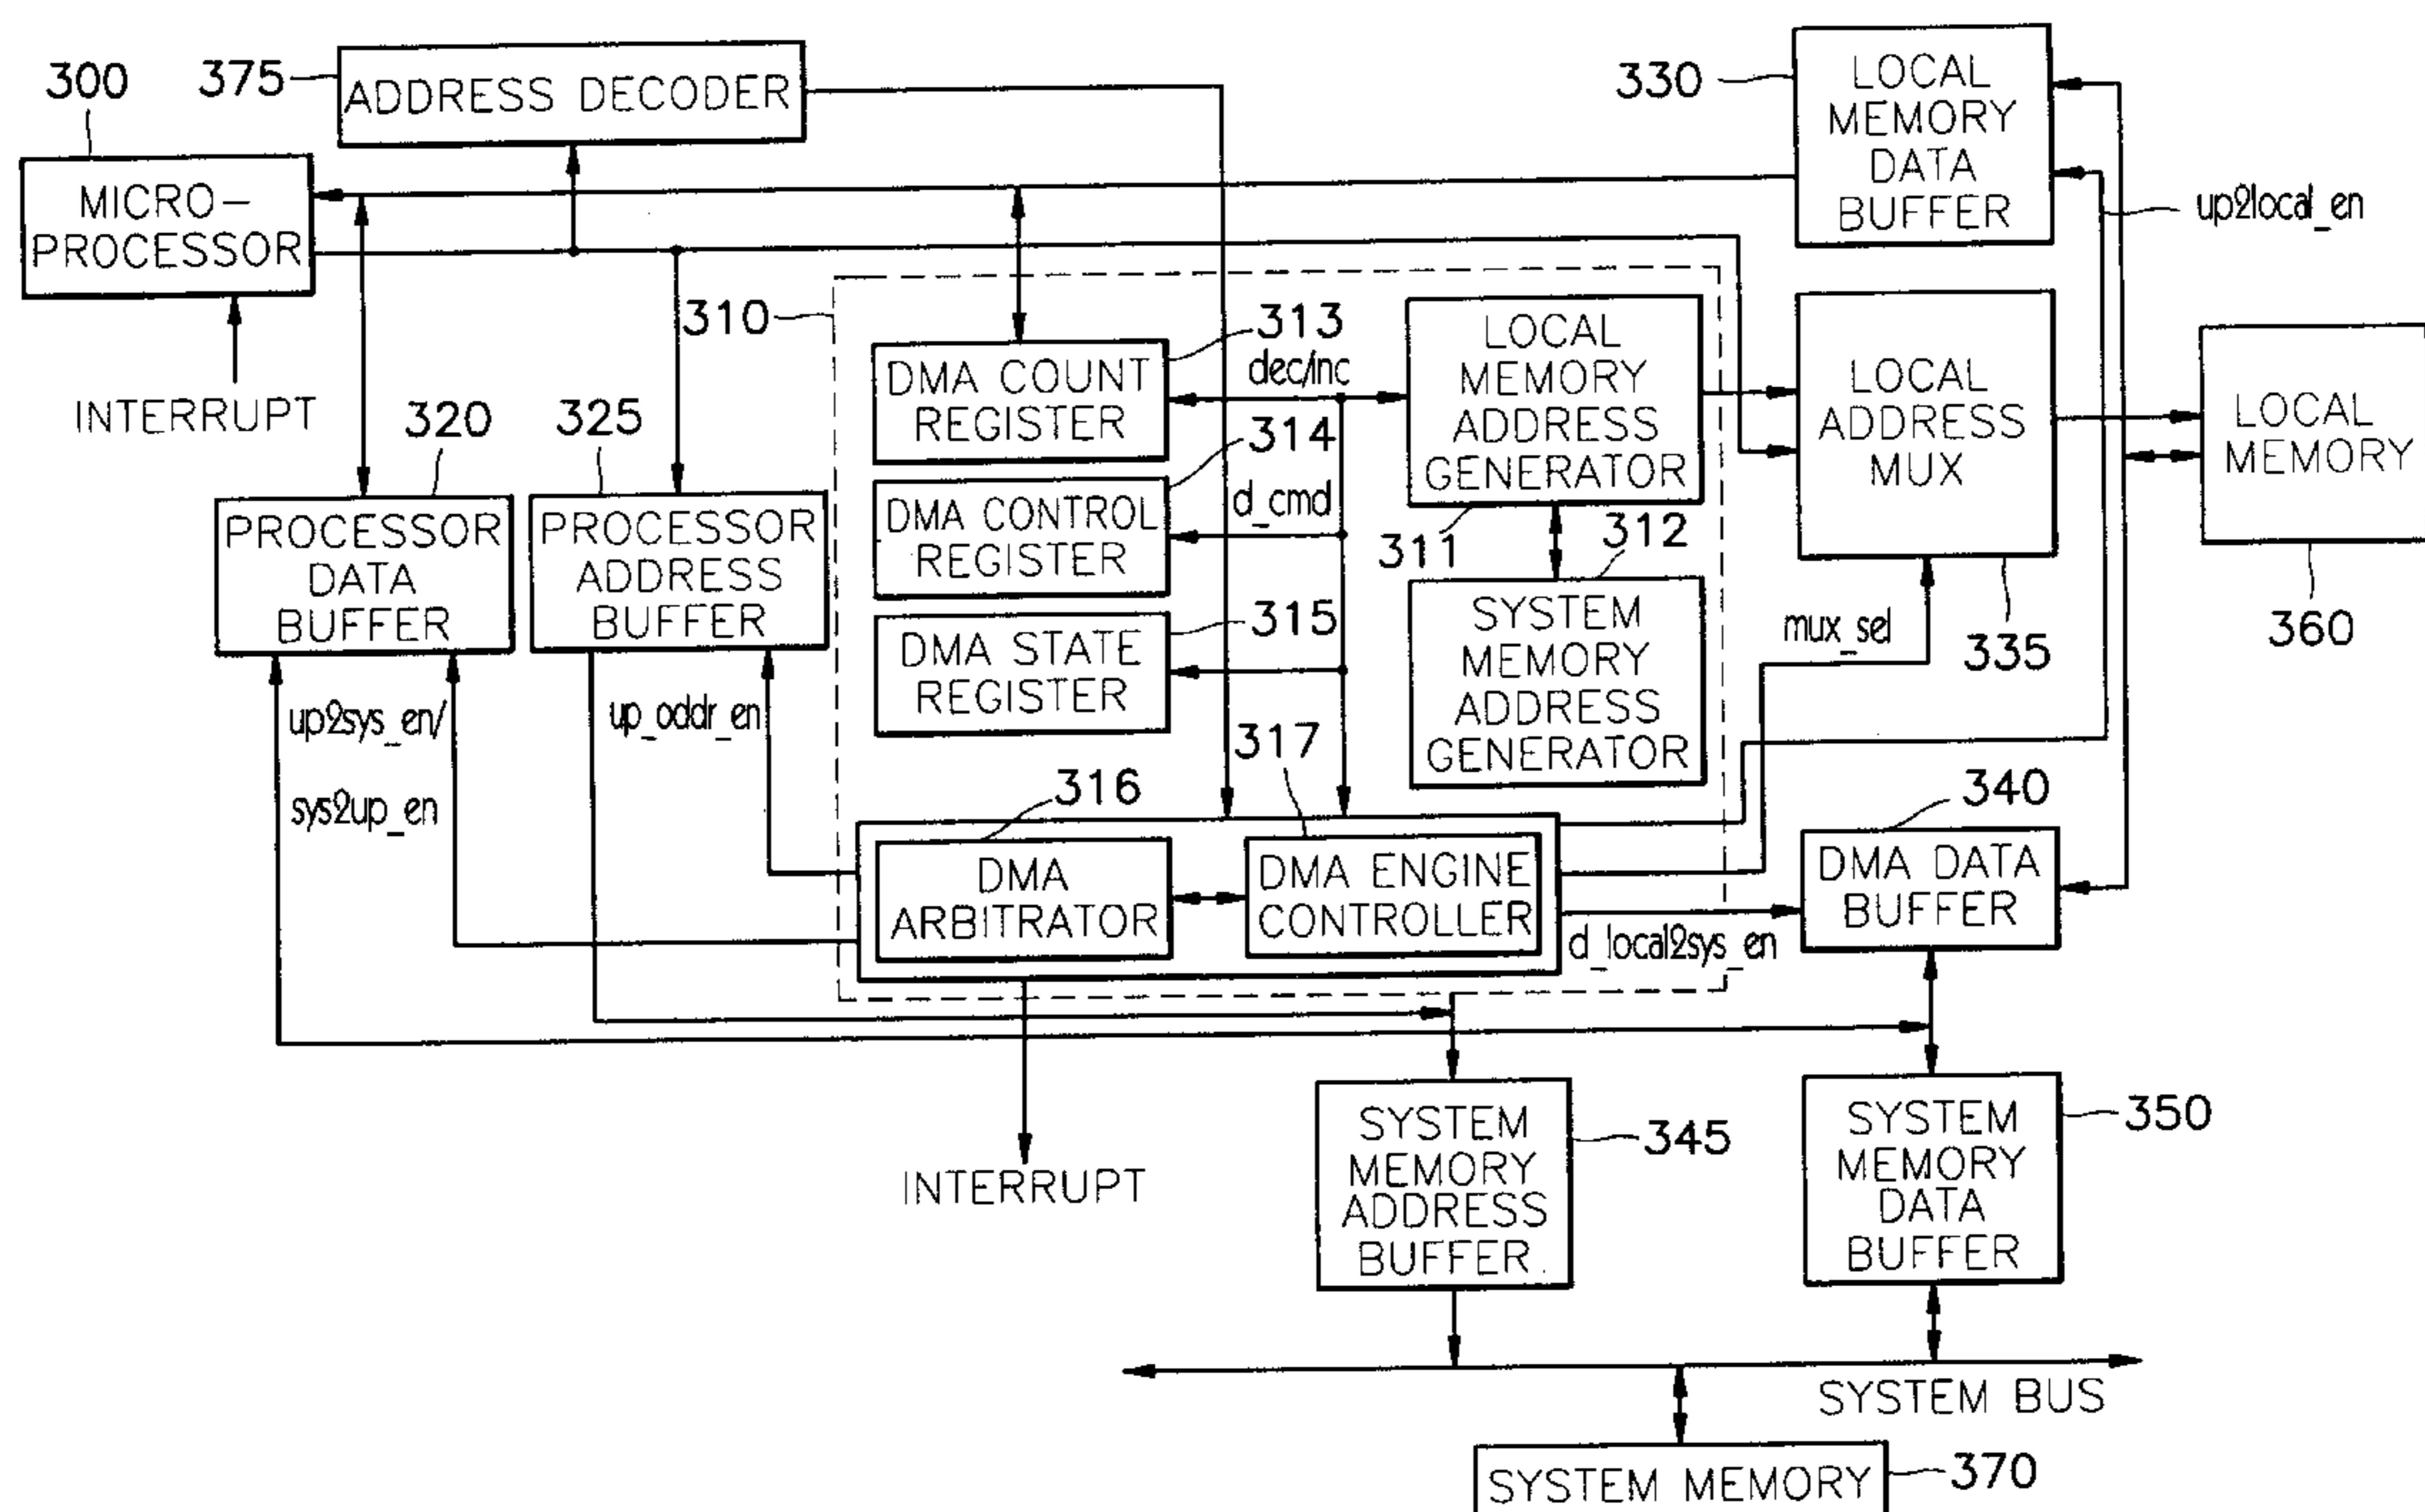 300
375
ADDRESS DECODER
330
LOCAL
MEMORY
DATA
BUFFER
MICRO-
PROCESSOR
up2local_en
INTERRUPT
310
313
DMA COUNT
REGISTER
dec/inc
LOCAL
MEMORY
ADDRESS
GENERATOR
311
LOCAL
ADDRESS
MUX
335
LOCAL
MEMORY
360
320
PROCESSOR
DATA
BUFFER
325
PROCESSOR
ADDRESS
BUFFER
314
DMA CONTROL
REGISTER
d_cmd
312
SYSTEM
MEMORY
ADDRESS
GENERATOR
mux_sel
315
DMA STATE
REGISTER
up2sys_en/
sys2up_en
up_oddr_en
317
316
DMA
ARBITRATOR
DMA ENGINE
CONTROLLER
d_local2sys_en
340
DMA DATA
BUFFER
INTERRUPT
SYSTEM
MEMORY
ADDRESS
BUFFER
345
SYSTEM
MEMORY
DATA
BUFFER
350
SYSTEM BUS
SYSTEM MEMORY
370